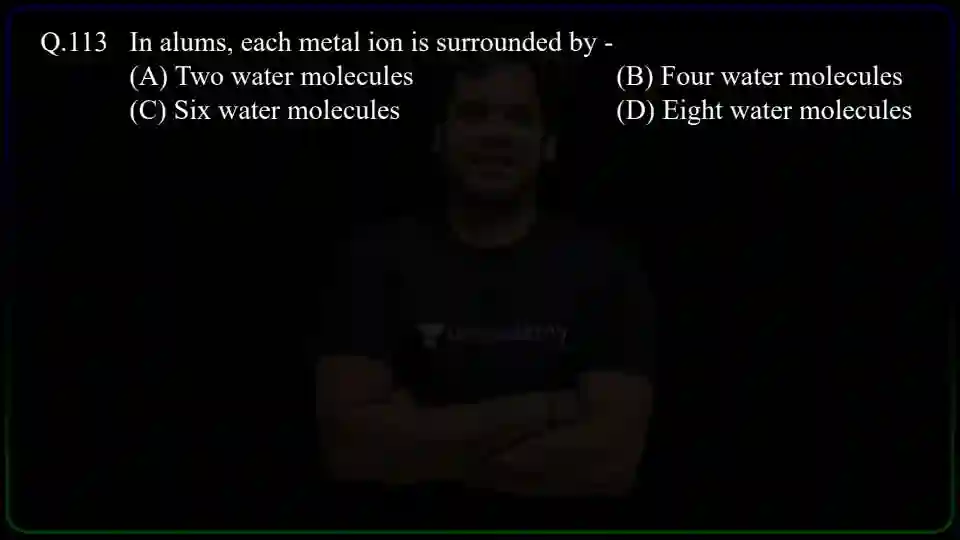 Q.113 In alums, each metal ion is surrounded by -
(A) Two water molecules (B) Four water molecules
(C) Six water molecules (D) Eight water molecules